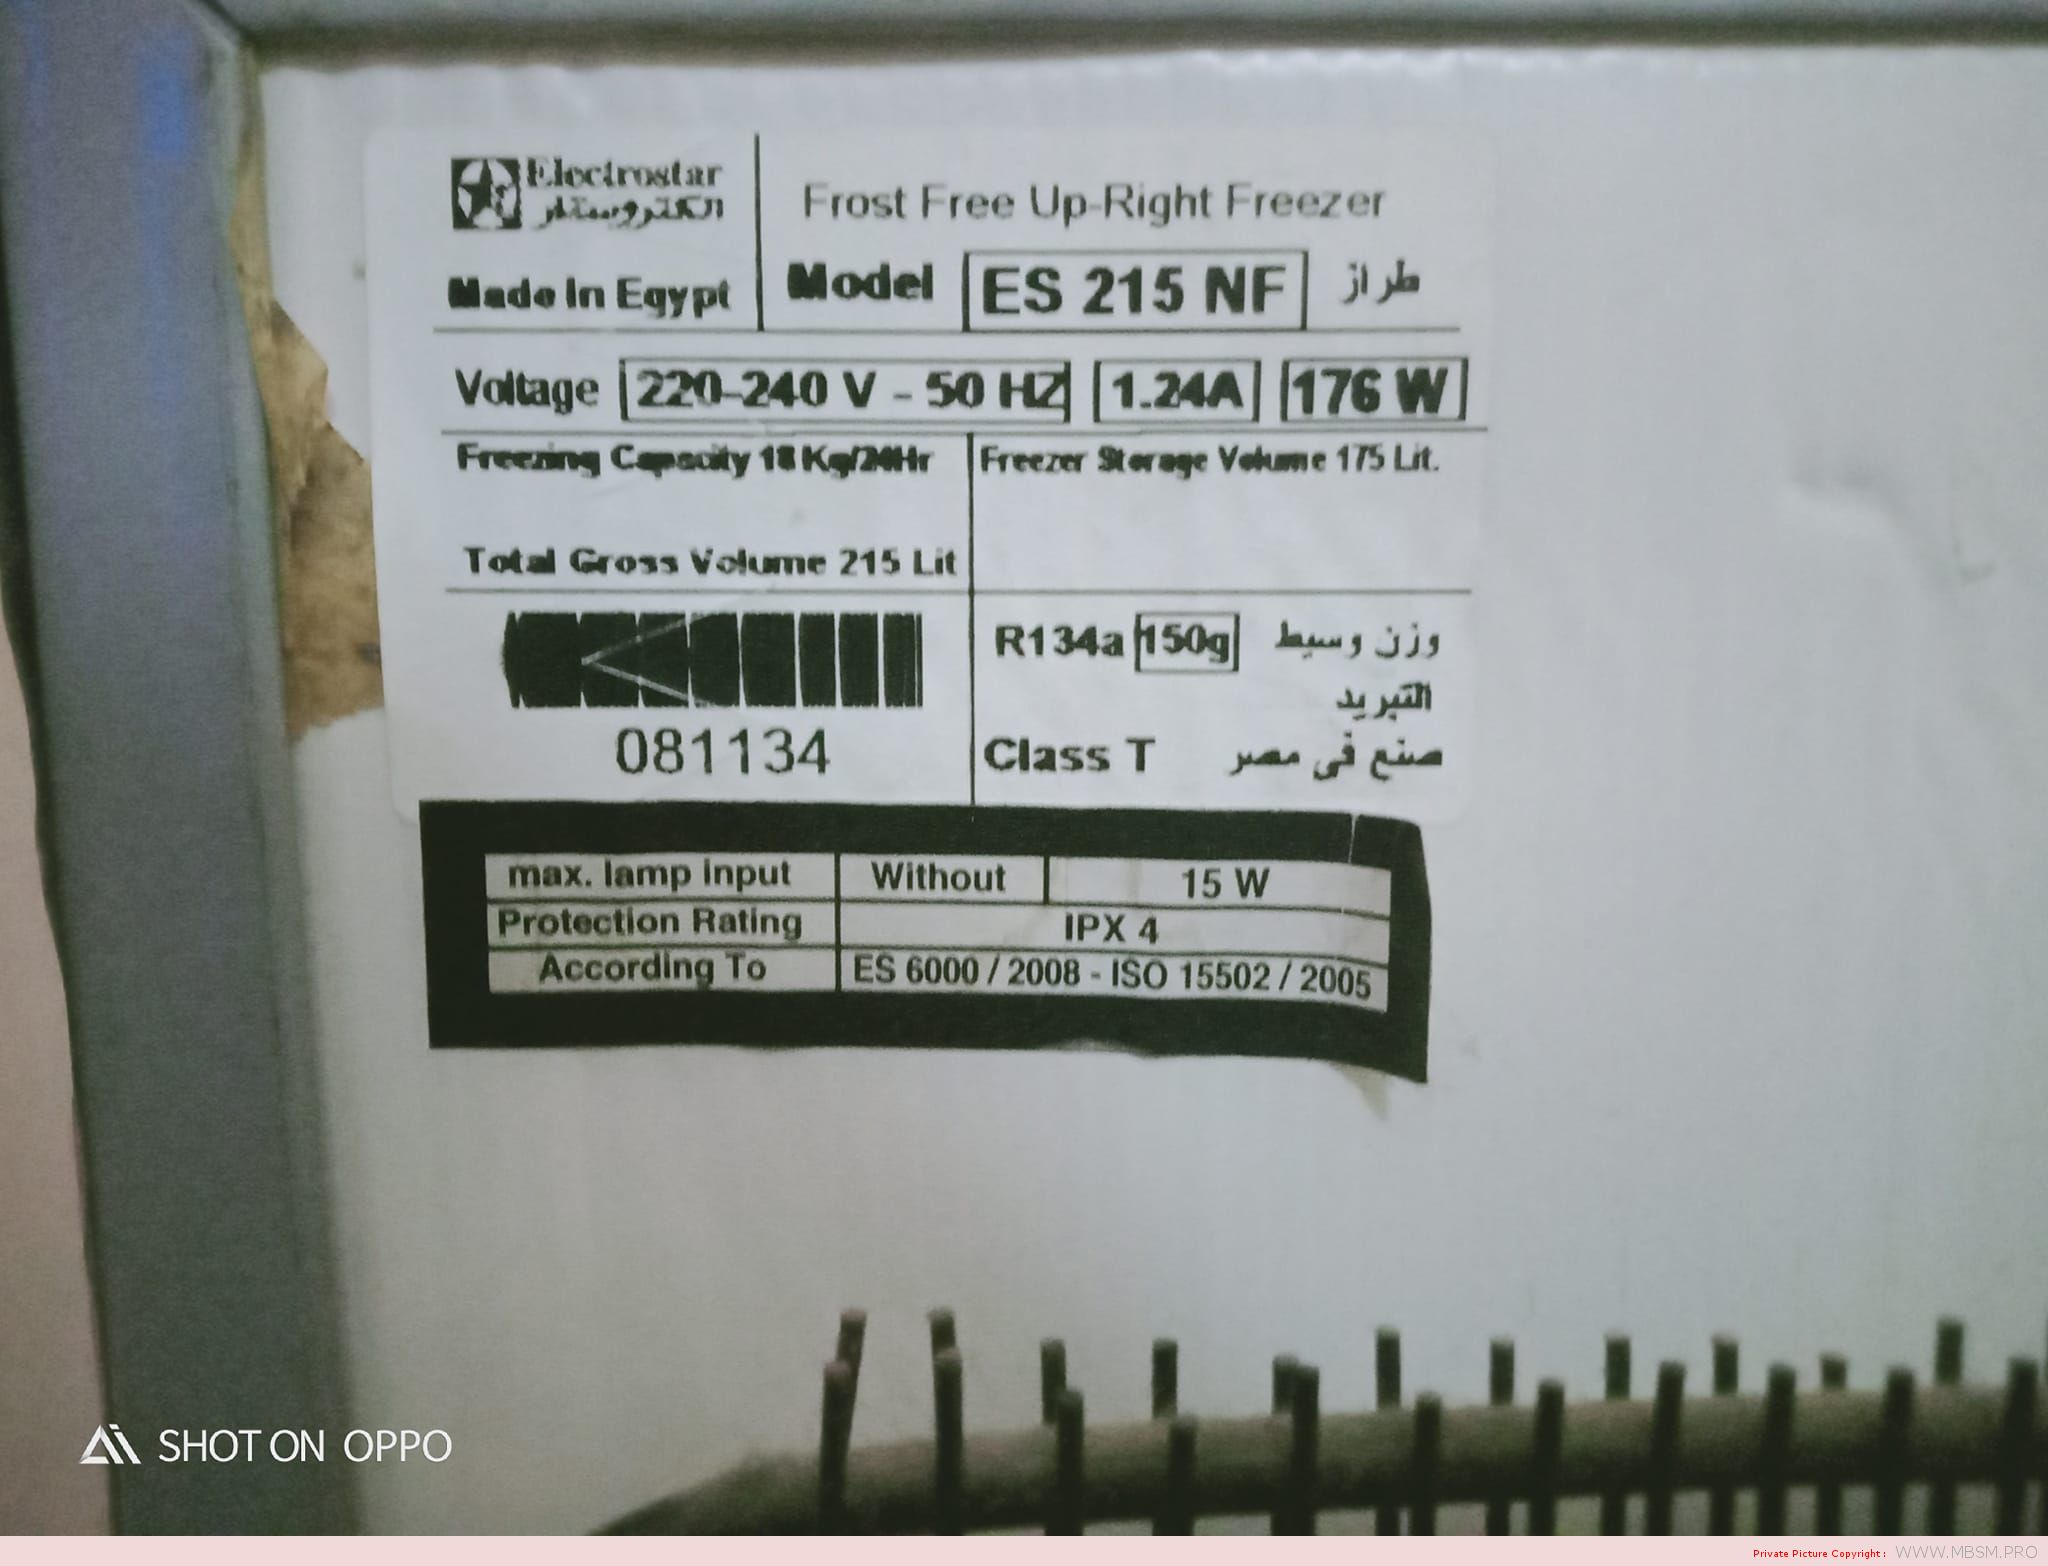 Electrostar
الكتروستار
Made In Egypt
Frost Free Up-Right Freezer
Model ES 215 NF طراز
Voltage 220-240 V - 50 HZ 1.24A 176 W
Freezing Capacity 18 Kg/24Hr
Freezer Storage Volume 175 Lit.
Total Gross Volume 215 Lit
081134
R134a 150g وزن وسيط
التبريد
Class T صنع فى مصر
max. lamp input Without 15 W
Protection Rating IPX 4
According To ES 6000 / 2008 - ISO 15502 / 2005
SHOT ON OPPO
Private Picture Copyright : WWW.MBSM.PRO